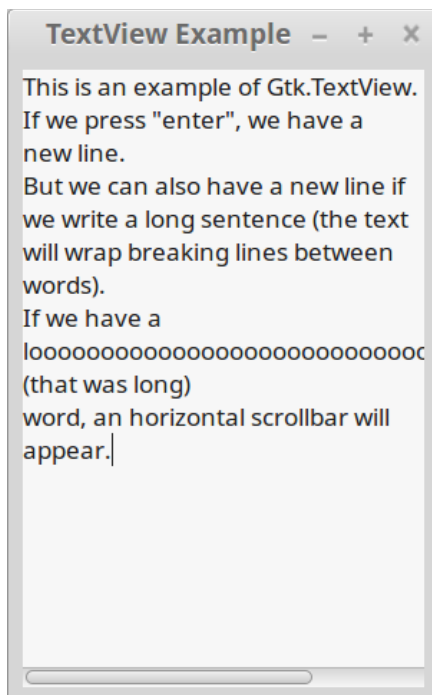 TextView Example
This is an example of Gtk.TextView.
If we press "enter", we have a
new line.
But we can also have a new line if
we write a long sentence (the text
will wrap breaking lines between
words).
If we have a
looooooooooooooooooooooooooo
(that was long)
word, an horizontal scrollbar will
appear.